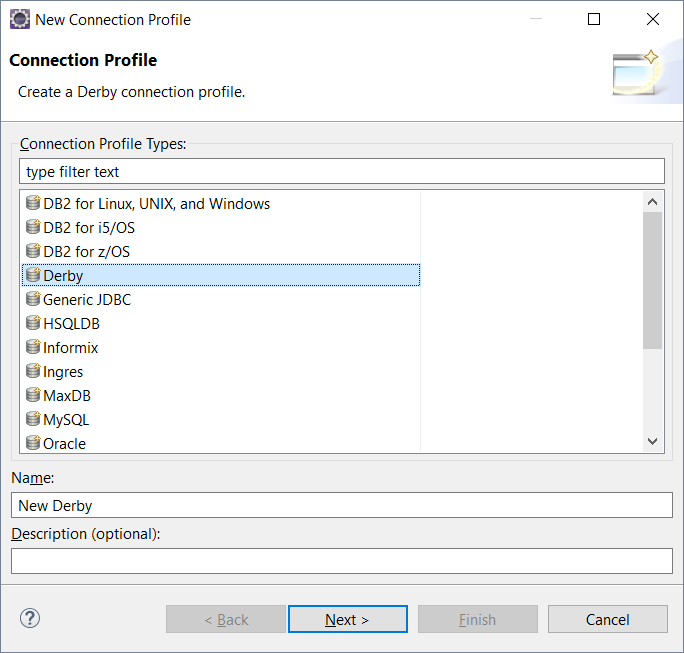 New Connection Profile
Connection Profile
Create a Derby connection profile.
Connection Profile Types:
type filter text
DB2 for Linux, UNIX, and Windows
DB2 for i5/OS
DB2 for z/OS
Derby
Generic JDBC
HSQLDB
Informix
Ingres
MaxDB
MySQL
Oracle
Name:
New Derby
Description (optional):
? < Back Next > Finish Cancel